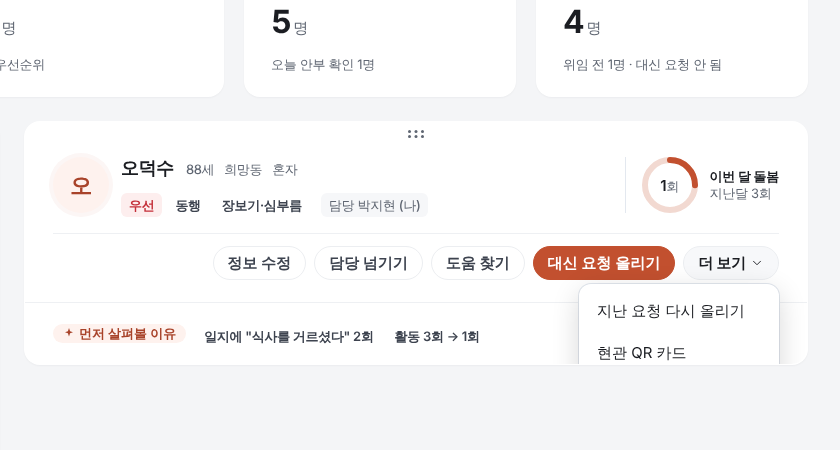 명
우선순위
5명
오늘 안부 확인 1명
4명
위임 전 1명 · 대신 요청 안 됨
오
오덕수 88세 희망동 혼자
우선 동행 장보기·심부름 담당 박지현 (나)
1회
이번 달 돌봄
지난달 3회
정보 수정 담당 넘기기 도움 찾기 대신 요청 올리기 더 보기
지난 요청 다시 올리기
현관 QR 카드
먼저 살펴볼 이유 일지에 "식사를 거르셨다" 2회 활동 3회 → 1회